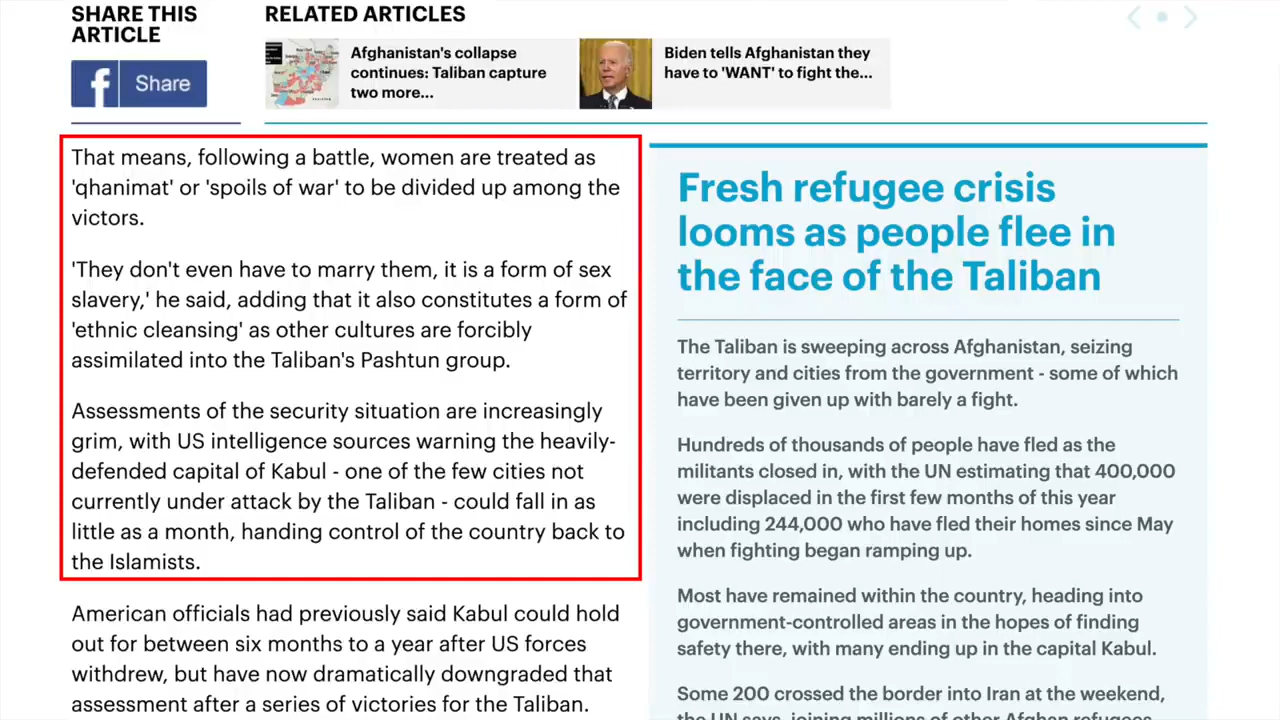 SHARE THIS
ARTICLE
f Share
RELATED ARTICLES
Afghanistan's collapse
continues: Taliban capture
two more...
Biden tells Afghanistan they
have to 'WANT' to fight the...
That means, following a battle, women are treated as
'qhanimat' or 'spoils of war' to be divided up among the
victors.
'They don't even have to marry them, it is a form of sex
slavery,' he said, adding that it also constitutes a form of
'ethnic cleansing' as other cultures are forcibly
assimilated into the Taliban's Pashtun group.
Assessments of the security situation are increasingly
grim, with US intelligence sources warning the heavily-
defended capital of Kabul - one of the few cities not
currently under attack by the Taliban - could fall in as
little as a month, handing control of the country back to
the Islamists.
American officials had previously said Kabul could hold
out for between six months to a year after US forces
withdrew, but have now dramatically downgraded that
assessment after a series of victories for the Taliban.
Fresh refugee crisis
looms as people flee in
the face of the Taliban
The Taliban is sweeping across Afghanistan, seizing
territory and cities from the government - some of which
have been given up with barely a fight.
Hundreds of thousands of people have fled as the
militants closed in, with the UN estimating that 400,000
were displaced in the first few months of this year
including 244,000 who have fled their homes since May
when fighting began ramping up.
Most have remained within the country, heading into
government-controlled areas in the hopes of finding
safety there, with many ending up in the capital Kabul.
Some 200 crossed the border into Iran at the weekend,
the UN says, joining millions of other Afghan refugees